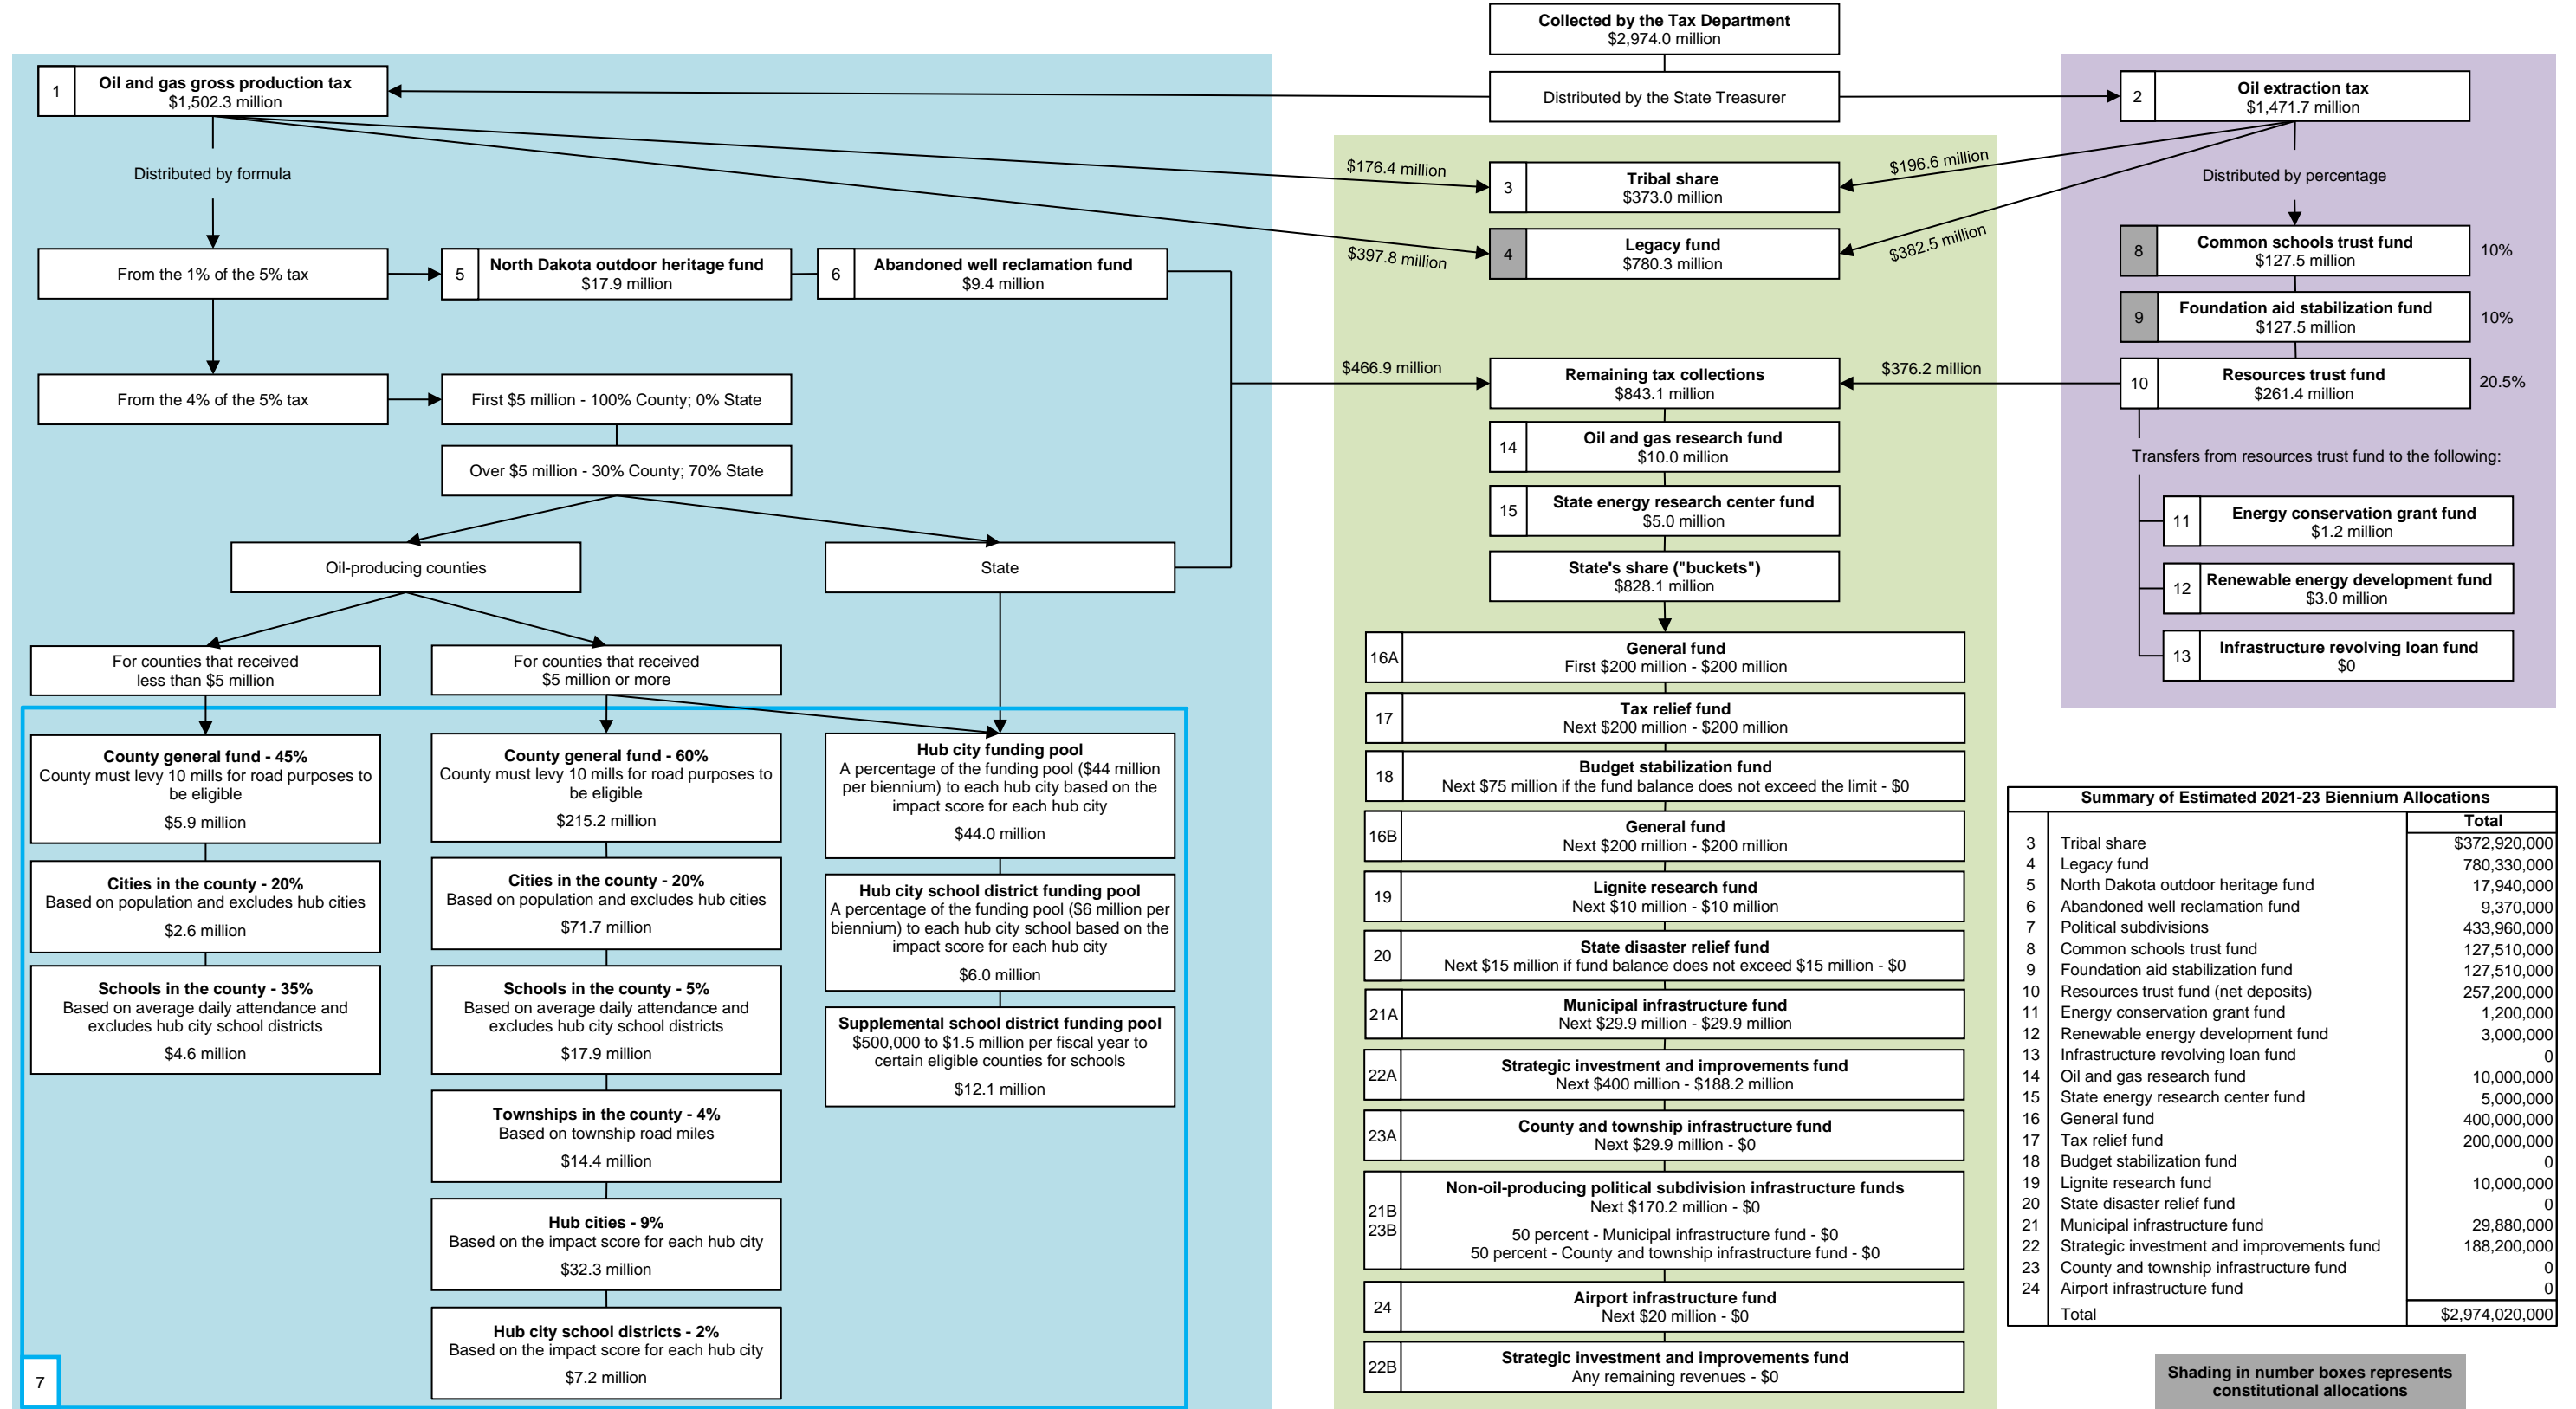 Collected by the Tax Department
$2,974.0 million
Distributed by the State Treasurer
1
Oil and gas gross production tax
$1,502.3 million
2
Oil extraction tax
$1,471.7 million
Distributed by formula
$176.4 million
3
Tribal share
$373.0 million
$196.6 million
Distributed by percentage
$397.8 million
4
Legacy fund
$780.3 million
$382.5 million
From the 1% of the 5% tax
5
North Dakota outdoor heritage fund
$17.9 million
6
Abandoned well reclamation fund
$9.4 million
8
Common schools trust fund
$127.5 million
10%
9
Foundation aid stabilization fund
$127.5 million
10%
From the 4% of the 5% tax
First $5 million - 100% County; 0% State
Over $5 million - 30% County; 70% State
$466.9 million
Remaining tax collections
$843.1 million
$376.2 million
10
Resources trust fund
$261.4 million
20.5%
14
Oil and gas research fund
$10.0 million
Transfers from resources trust fund to the following:
15
State energy research center fund
$5.0 million
11
Energy conservation grant fund
$1.2 million
Oil-producing counties
State
State's share ("buckets")
$828.1 million
12
Renewable energy development fund
$3.0 million
13
Infrastructure revolving loan fund
$0
For counties that received
less than $5 million
For counties that received
$5 million or more
County general fund - 45%
County must levy 10 mills for road purposes to
be eligible
$5.9 million
Cities in the county - 20%
Based on population and excludes hub cities
$2.6 million
Schools in the county - 35%
Based on average daily attendance and
excludes hub city school districts
$4.6 million
County general fund - 60%
County must levy 10 mills for road purposes to
be eligible
$215.2 million
Cities in the county - 20%
Based on population and excludes hub cities
$71.7 million
Schools in the county - 5%
Based on average daily attendance and
excludes hub city school districts
$17.9 million
Townships in the county - 4%
Based on township road miles
$14.4 million
Hub cities - 9%
Based on the impact score for each hub city
$32.3 million
Hub city school districts - 2%
Based on the impact score for each hub city
$7.2 million
Hub city funding pool
A percentage of the funding pool ($44 million
per biennium) to each hub city based on the
impact score for each hub city
$44.0 million
Hub city school district funding pool
A percentage of the funding pool ($6 million per
biennium) to each hub city school based on the
impact score for each hub city
$6.0 million
Supplemental school district funding pool
$500,000 to $1.5 million per fiscal year to
certain eligible counties for schools
$12.1 million
7
16A
General fund
First $200 million - $200 million
17
Tax relief fund
Next $200 million - $200 million
18
Budget stabilization fund
Next $75 million if the fund balance does not exceed the limit - $0
16B
General fund
Next $200 million - $200 million
19
Lignite research fund
Next $10 million - $10 million
20
State disaster relief fund
Next $15 million if fund balance does not exceed $15 million - $0
21A
Municipal infrastructure fund
Next $29.9 million - $29.9 million
22A
Strategic investment and improvements fund
Next $400 million - $188.2 million
23A
County and township infrastructure fund
Next $29.9 million - $0
21B
23B
Non-oil-producing political subdivision infrastructure funds
Next $170.2 million - $0
50 percent - Municipal infrastructure fund - $0
50 percent - County and township infrastructure fund - $0
24
Airport infrastructure fund
Next $20 million - $0
22B
Strategic investment and improvements fund
Any remaining revenues - $0
Summary of Estimated 2021-23 Biennium Allocations
Total
3 Tribal share $372,920,000
4 Legacy fund 780,330,000
5 North Dakota outdoor heritage fund 17,940,000
6 Abandoned well reclamation fund 9,370,000
7 Political subdivisions 433,960,000
8 Common schools trust fund 127,510,000
9 Foundation aid stabilization fund 127,510,000
10 Resources trust fund (net deposits) 257,200,000
11 Energy conservation grant fund 1,200,000
12 Renewable energy development fund 3,000,000
13 Infrastructure revolving loan fund 0
14 Oil and gas research fund 10,000,000
15 State energy research center fund 5,000,000
16 General fund 400,000,000
17 Tax relief fund 200,000,000
18 Budget stabilization fund 0
19 Lignite research fund 10,000,000
20 State disaster relief fund 0
21 Municipal infrastructure fund 29,880,000
22 Strategic investment and improvements fund 188,200,000
23 County and township infrastructure fund 0
24 Airport infrastructure fund 0
Total $2,974,020,000
Shading in number boxes represents
constitutional allocations